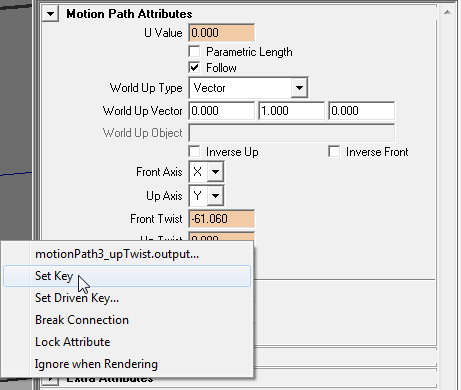 Motion Path Attributes
U Value 0.000
Parametric Length
Follow
World Up Type Vector
World Up Vector 0.000 1.000 0.000
World Up Object
Inverse Up Inverse Front
Front Axis X
Up Axis Y
Front Twist -61.060
Up Twist 0.000
motionPath3_upTwist.output...
Set Key
Set Driven Key...
Break Connection
Lock Attribute
Ignore when Rendering
Extra Attributes